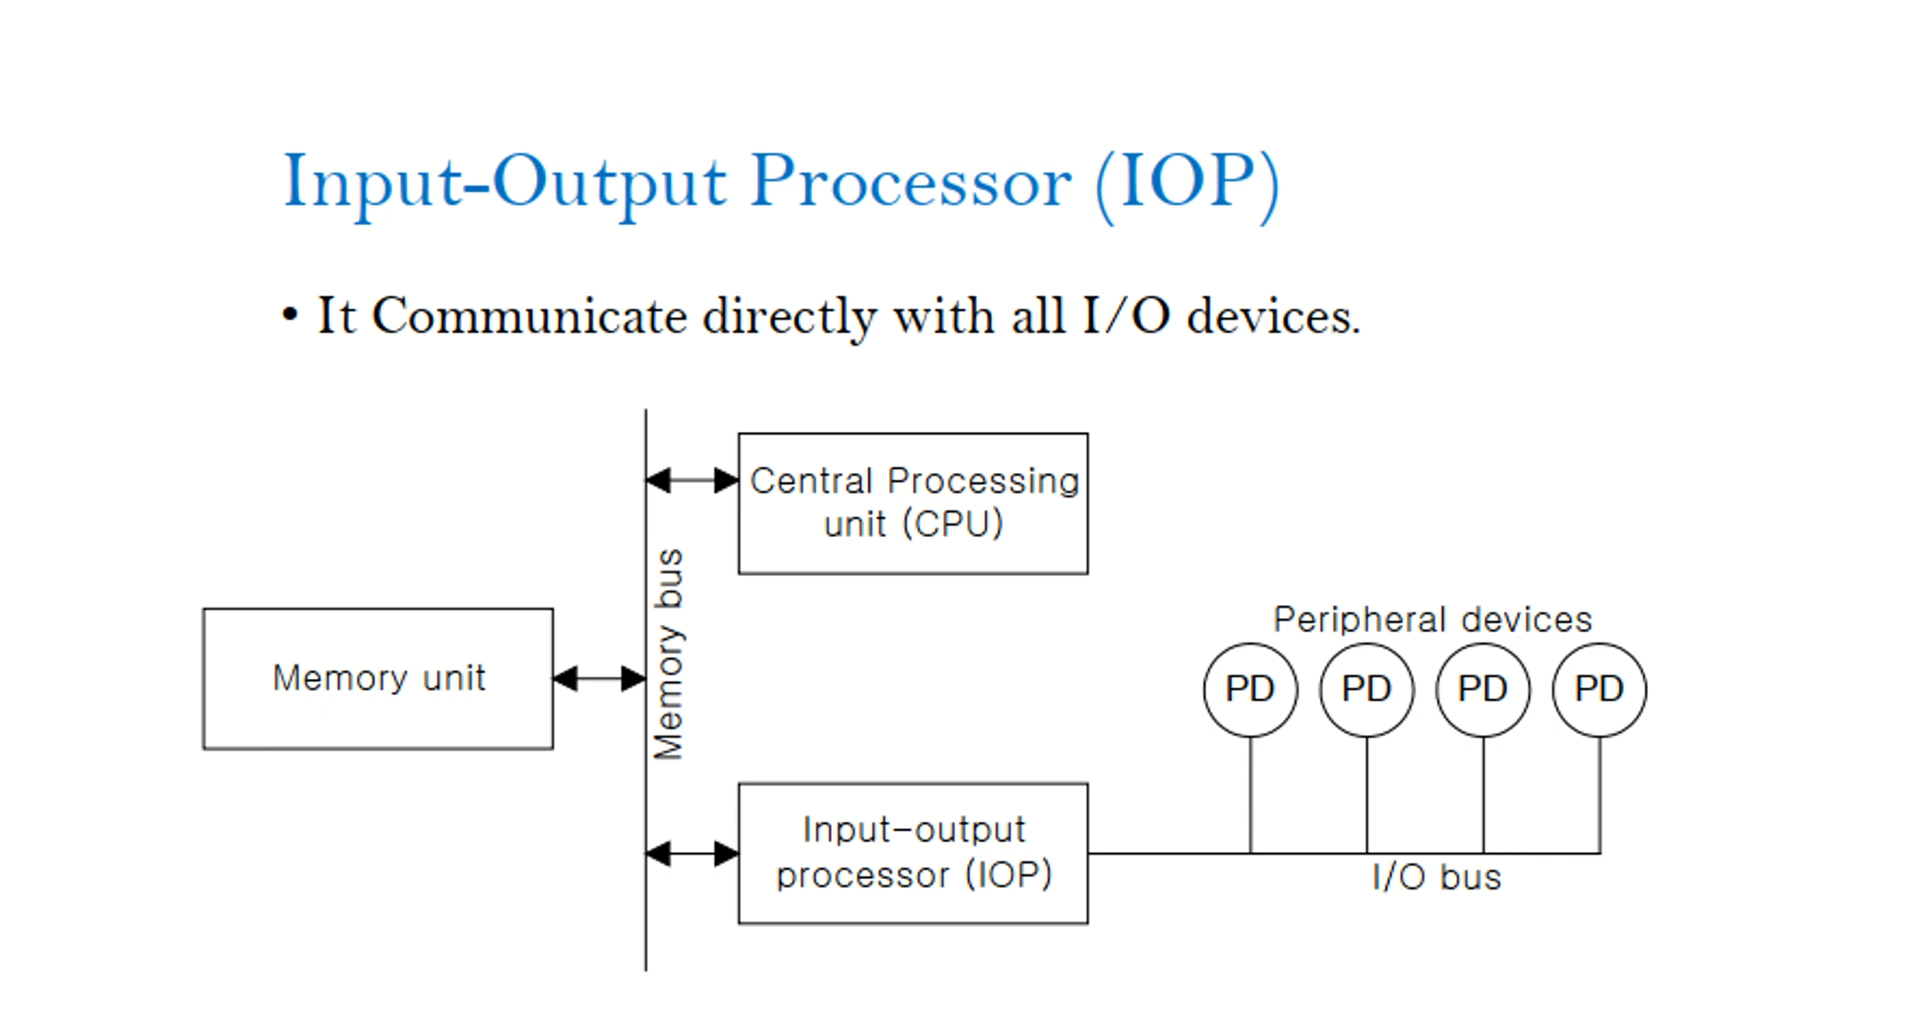 Input-Output Processor (IOP)
• It Communicate directly with all I/O devices.
Central Processing
unit (CPU)
Memory bus
Memory unit
Peripheral devices
PD PD PD PD
Input-output
processor (IOP)
I/O bus